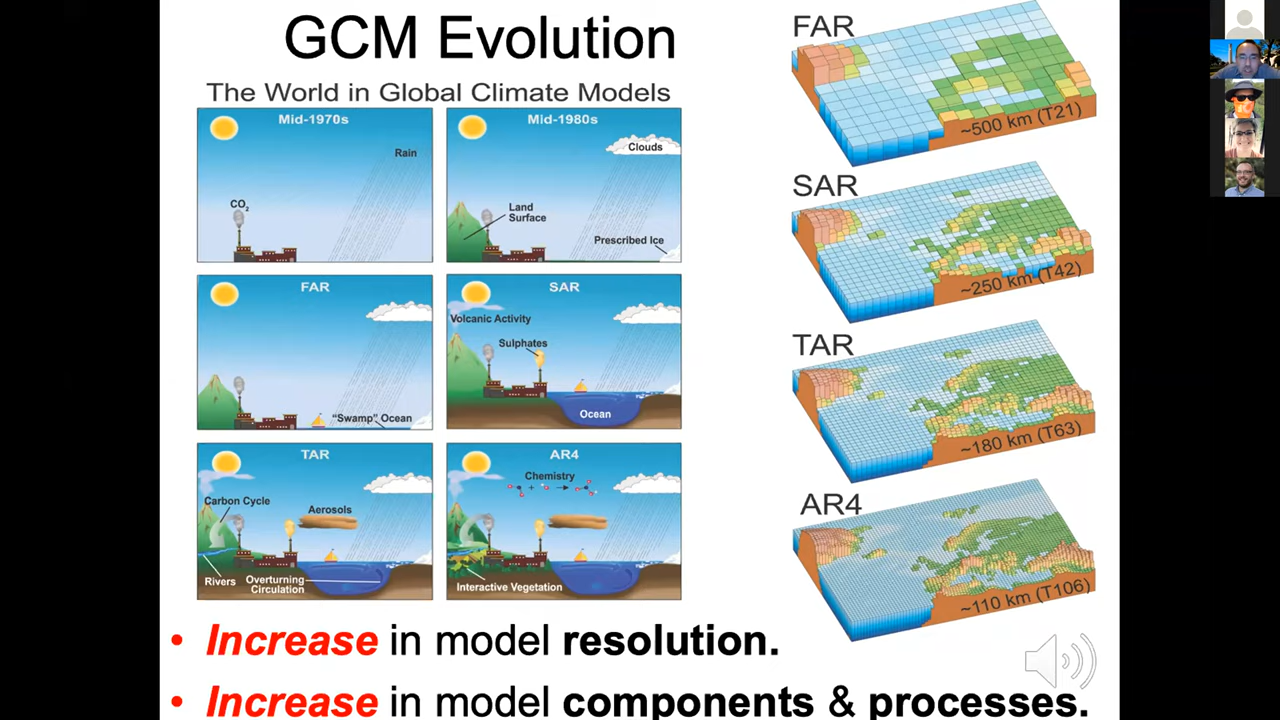 GCM Evolution
The World in Global Climate Models
Mid-1970s
Rain
CO₂
Mid-1980s
Clouds
Land
Surface
Prescribed Ice
FAR
"Swamp" Ocean
SAR
Volcanic Activity
Sulphates
Ocean
TAR
Carbon Cycle
Aerosols
Rivers
Overturning
Circulation
AR4
Chemistry
Interactive Vegetation
FAR
~500 km (T21)
SAR
~250 km (T42)
TAR
~180 km (T63)
AR4
~110 km (T106)
• Increase in model resolution.
• Increase in model components & processes.